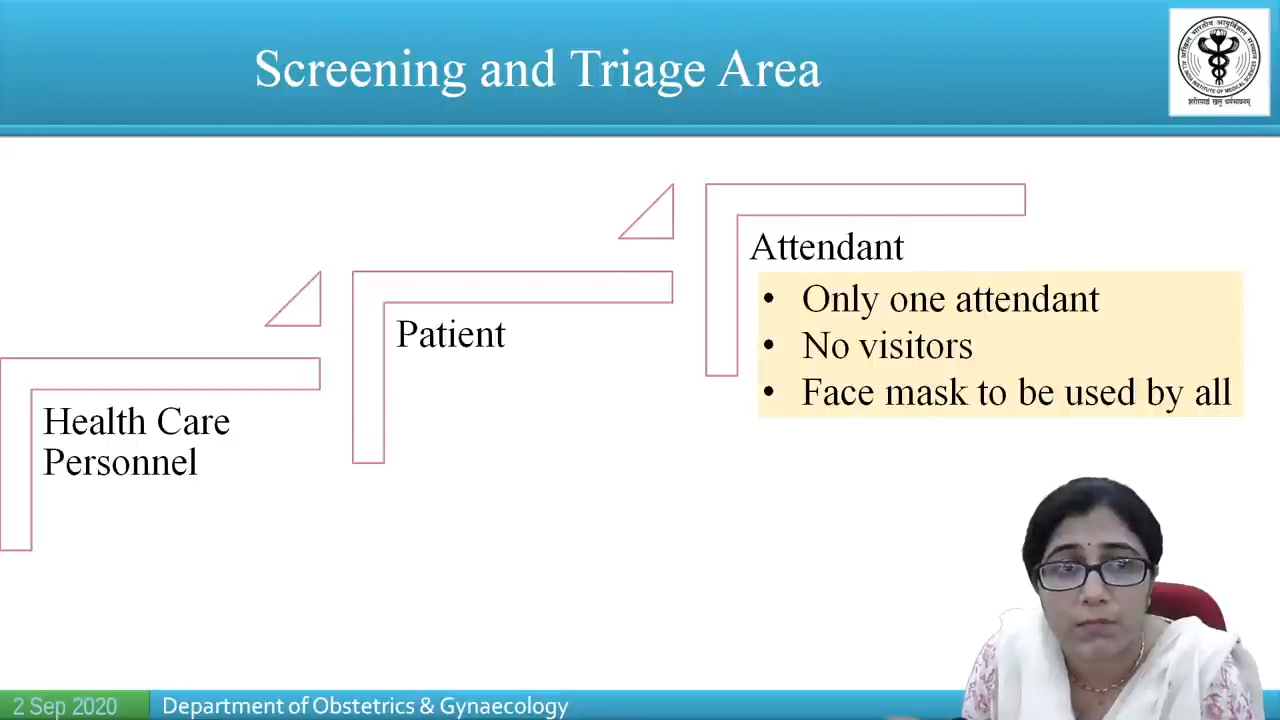 Screening and Triage Area
Attendant
• Only one attendant
• No visitors
• Face mask to be used by all
Patient
Health Care
Personnel
2 Sep 2020
Department of Obstetrics & Gynaecology